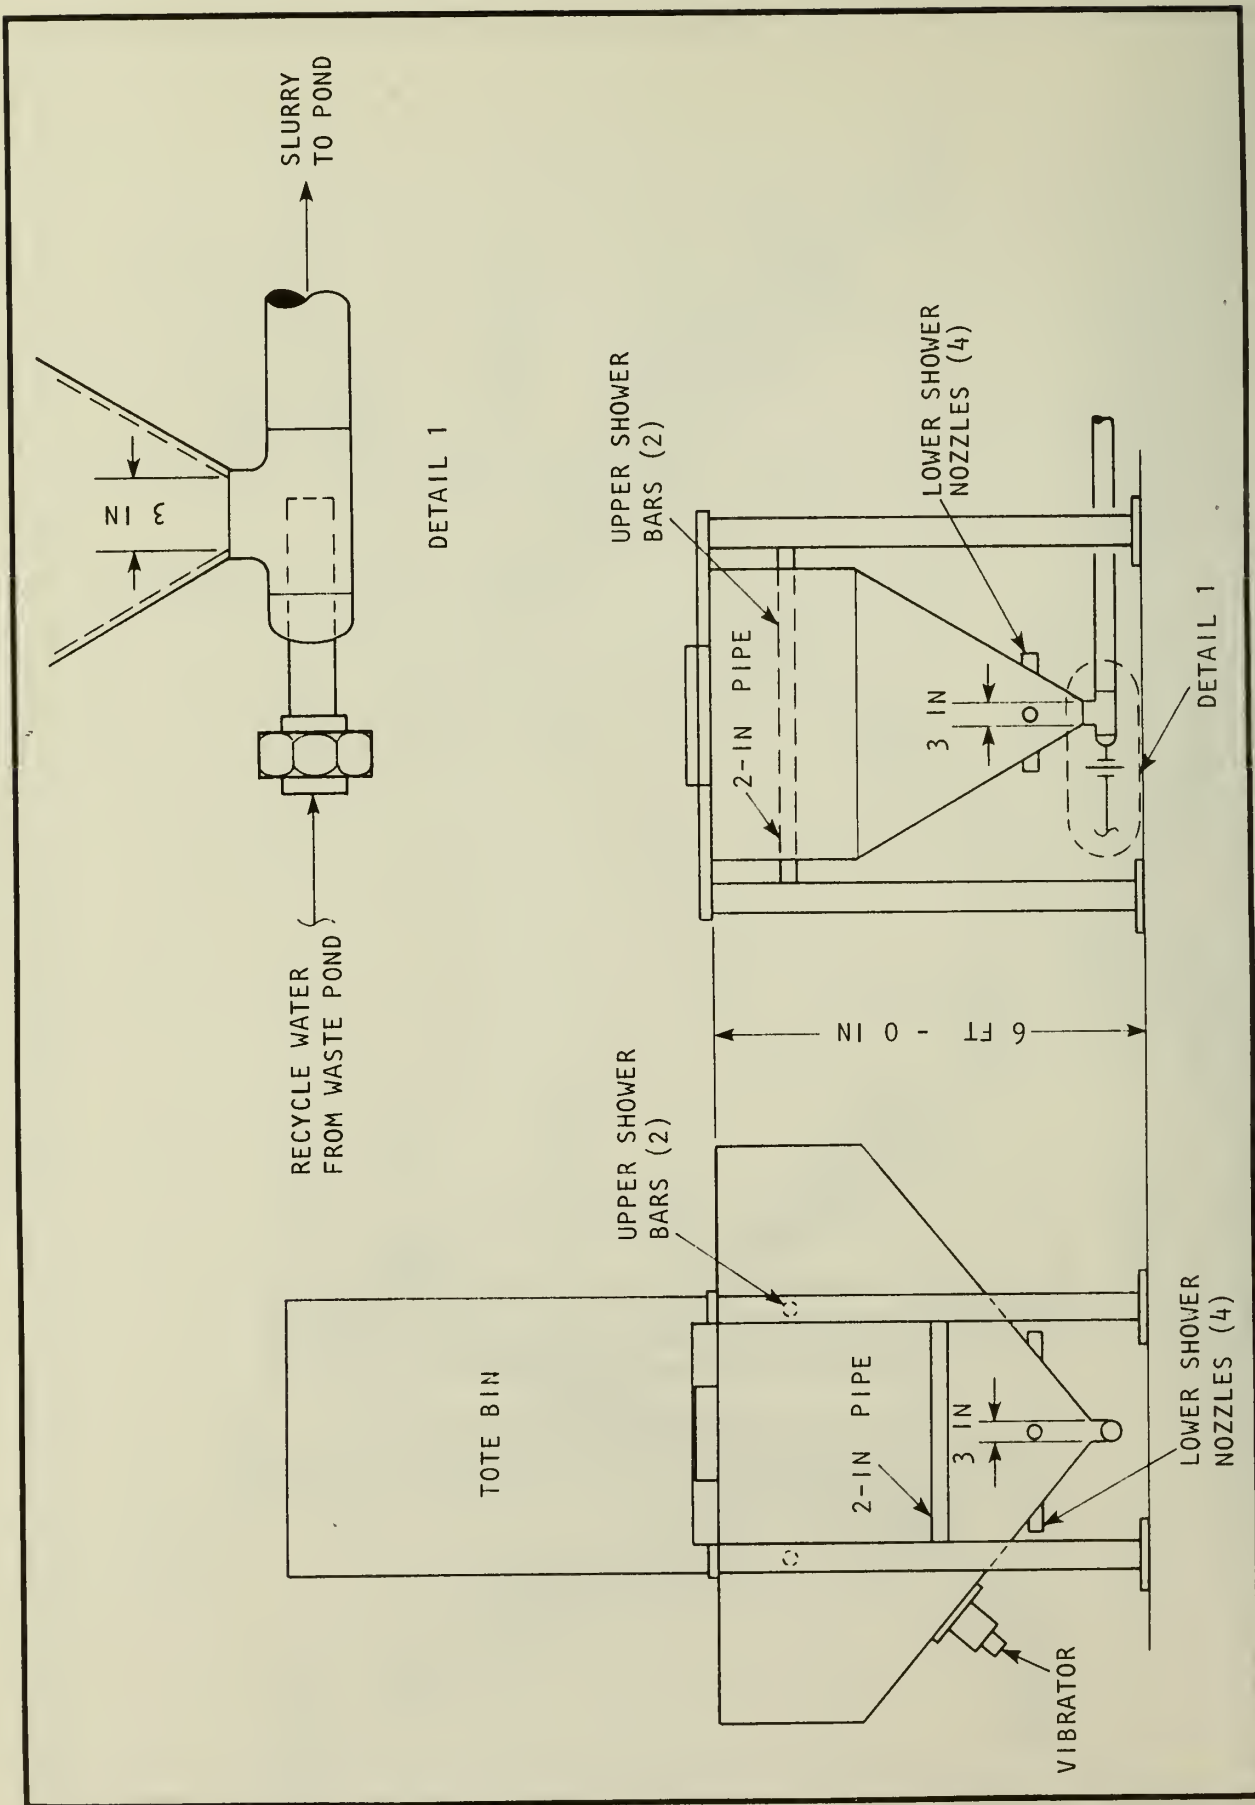 RECYCLE WATER
FROM WASTE POND
3 IN
SLURRY
TO POND
DETAIL 1
TOTE BIN
UPPER SHOWER
BARS (2)
2-IN PIPE
3 IN
LOWER SHOWER
NOZZLES (4)
VIBRATOR
6 FT - 0 IN
UPPER SHOWER
BARS (2)
2-IN PIPE
3 IN
LOWER SHOWER
NOZZLES (4)
DETAIL 1